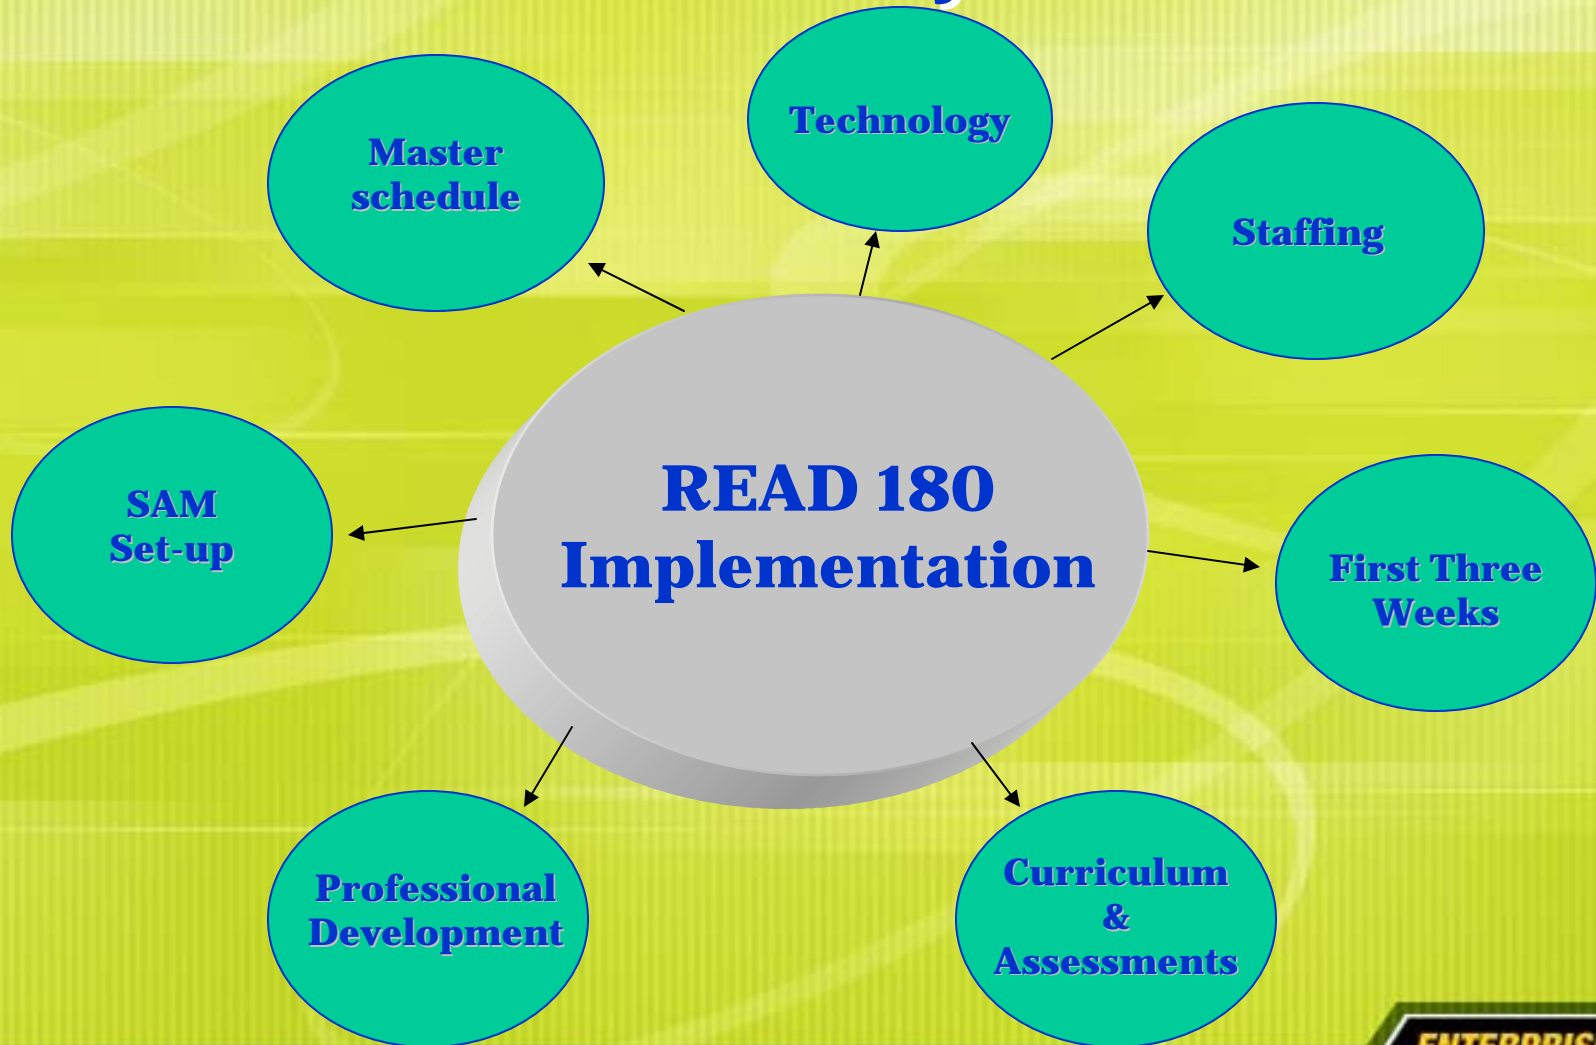 Technology
Master
schedule
Staffing
READ 180
Implementation
SAM
Set-up
First Three
Weeks
Professional
Development
Curriculum
&
Assessments